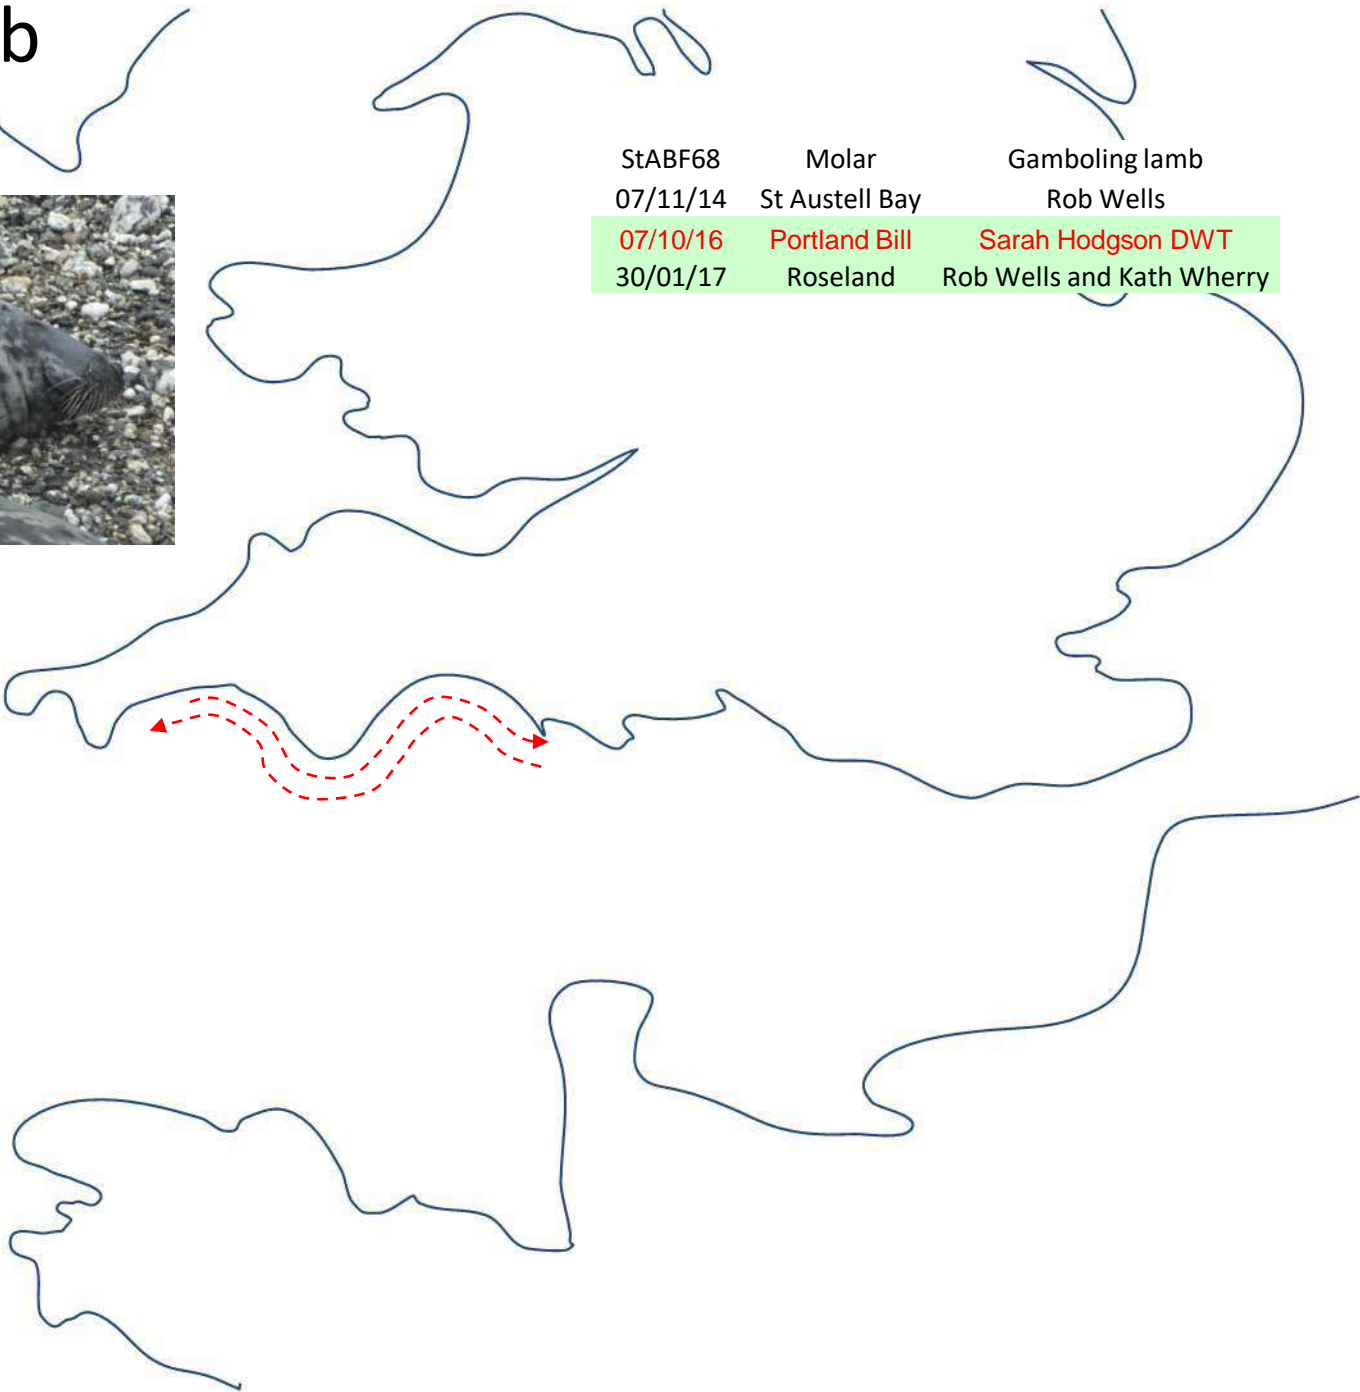 b
StABF68 Molar Gamboling lamb
07/11/14 St Austell Bay Rob Wells
07/10/16 Portland Bill Sarah Hodgson DWT
30/01/17 Roseland Rob Wells and Kath Wherry